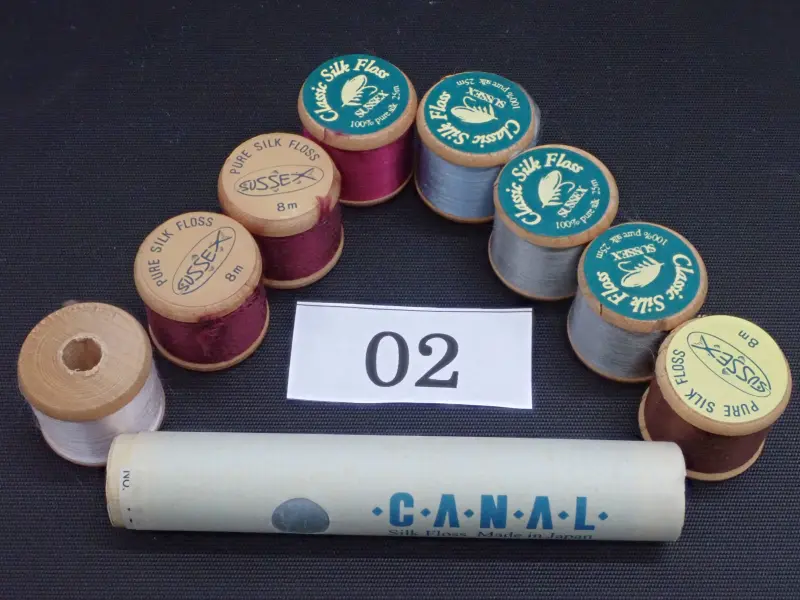 Classic Silk Floss
SUSSEX
100% pure silk 25m
Classic Silk Floss
SUSSEX
100% pure silk 25m
PURE SILK FLOSS
SUSSEX
8m
Classic Silk Floss
SUSSEX
100% pure silk 25m
PURE SILK FLOSS
SUSSEX
8m
Classic Silk Floss
SUSSEX
100% pure silk 25m
PURE SILK FLOSS
SUSSEX
8m
02
NO.
·C·A·N·A·L·
Silk Floss Made in Japan